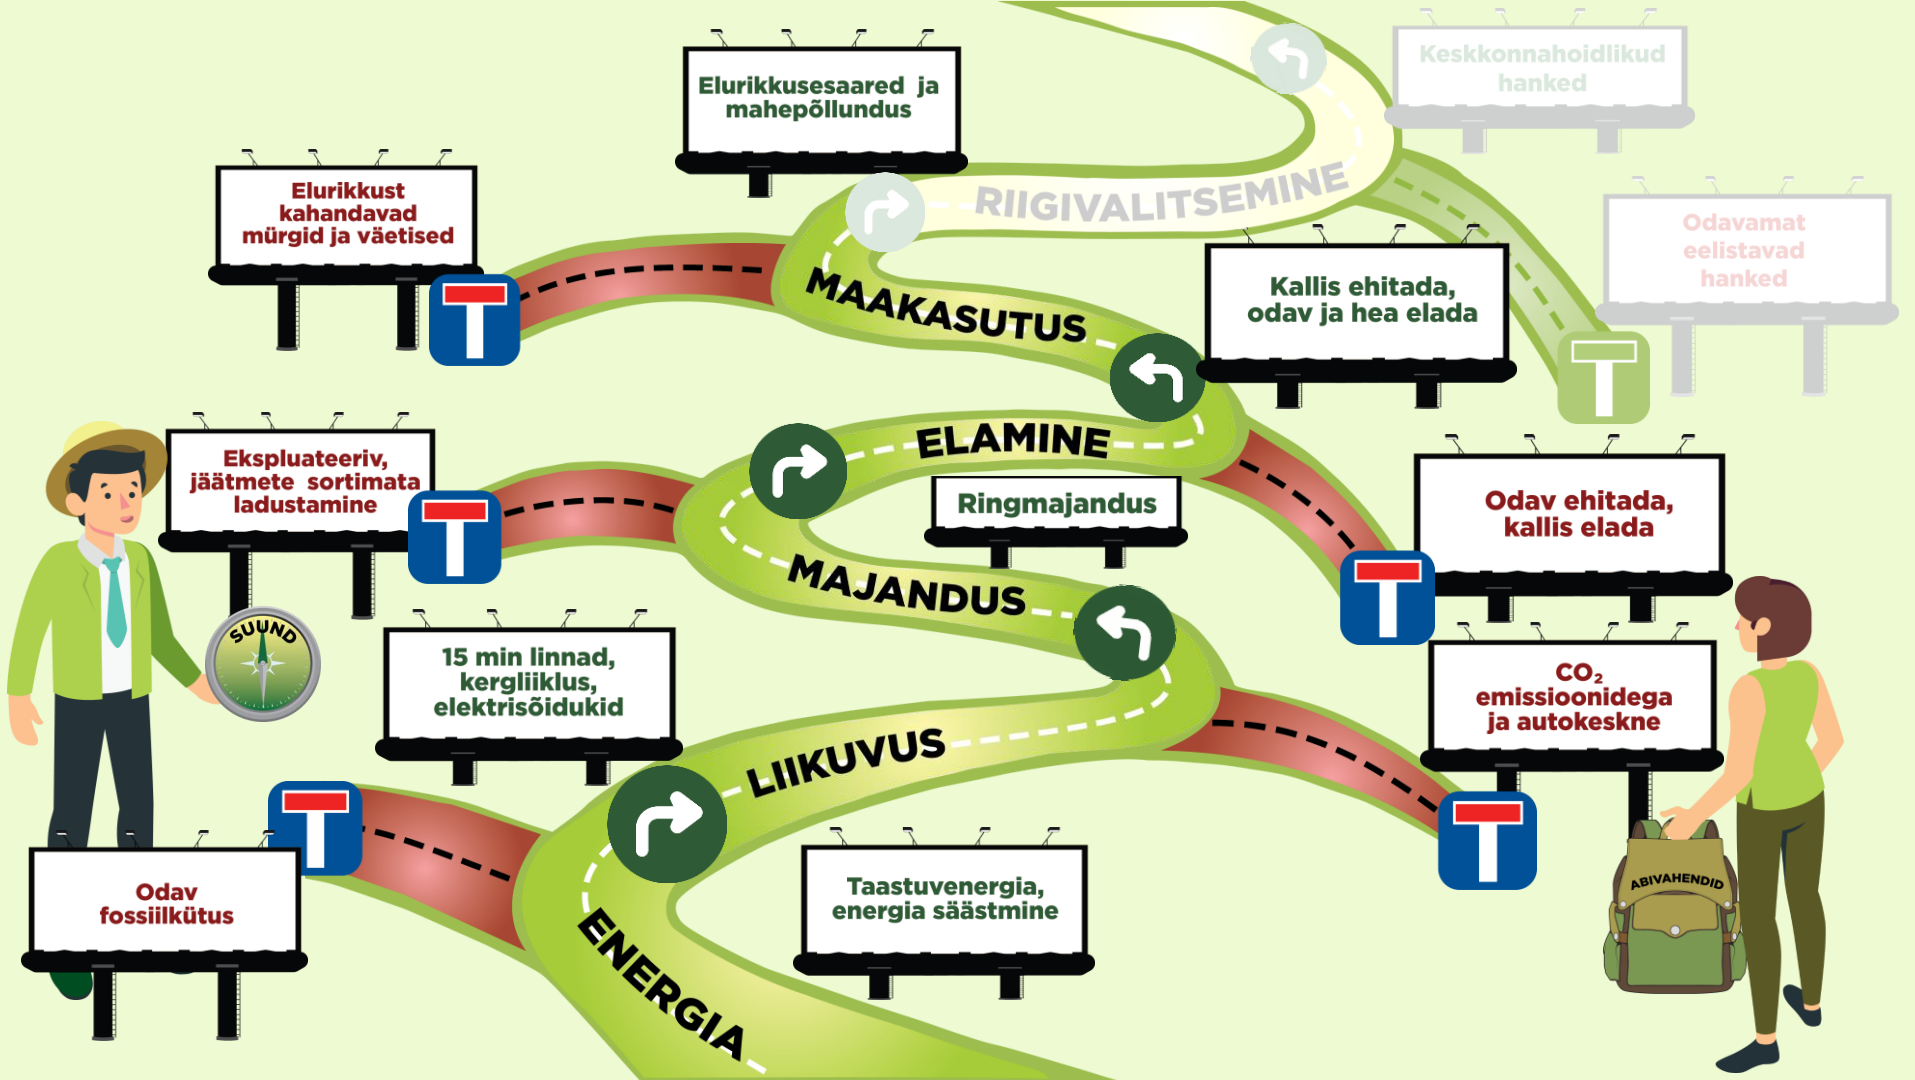 Keskkonnahoidlikud
hanked
Elurikkusesaared ja
mahepõllundus
Elurikkust
kahandavad
mürgid ja väetised
RIIGIVALITSEMINE
Odavamat
eelistavad
hanked
MAAKASUTUS
Kallis ehitada,
odav ja hea elada
ELAMINE
Ekspluateeriv,
jäätmete sortimata
ladustamine
Ringmajandus
Odav ehitada,
kallis elada
MAJANDUS
SUUND
15 min linnad,
kergliiklus,
elektrisõidukid
CO₂
emissioonidega
ja autokeskne
LIIKUVUS
Odav
fossiilkütus
Taastuvenergia,
energia säästmine
ABIVAHENDID
ENERGIA